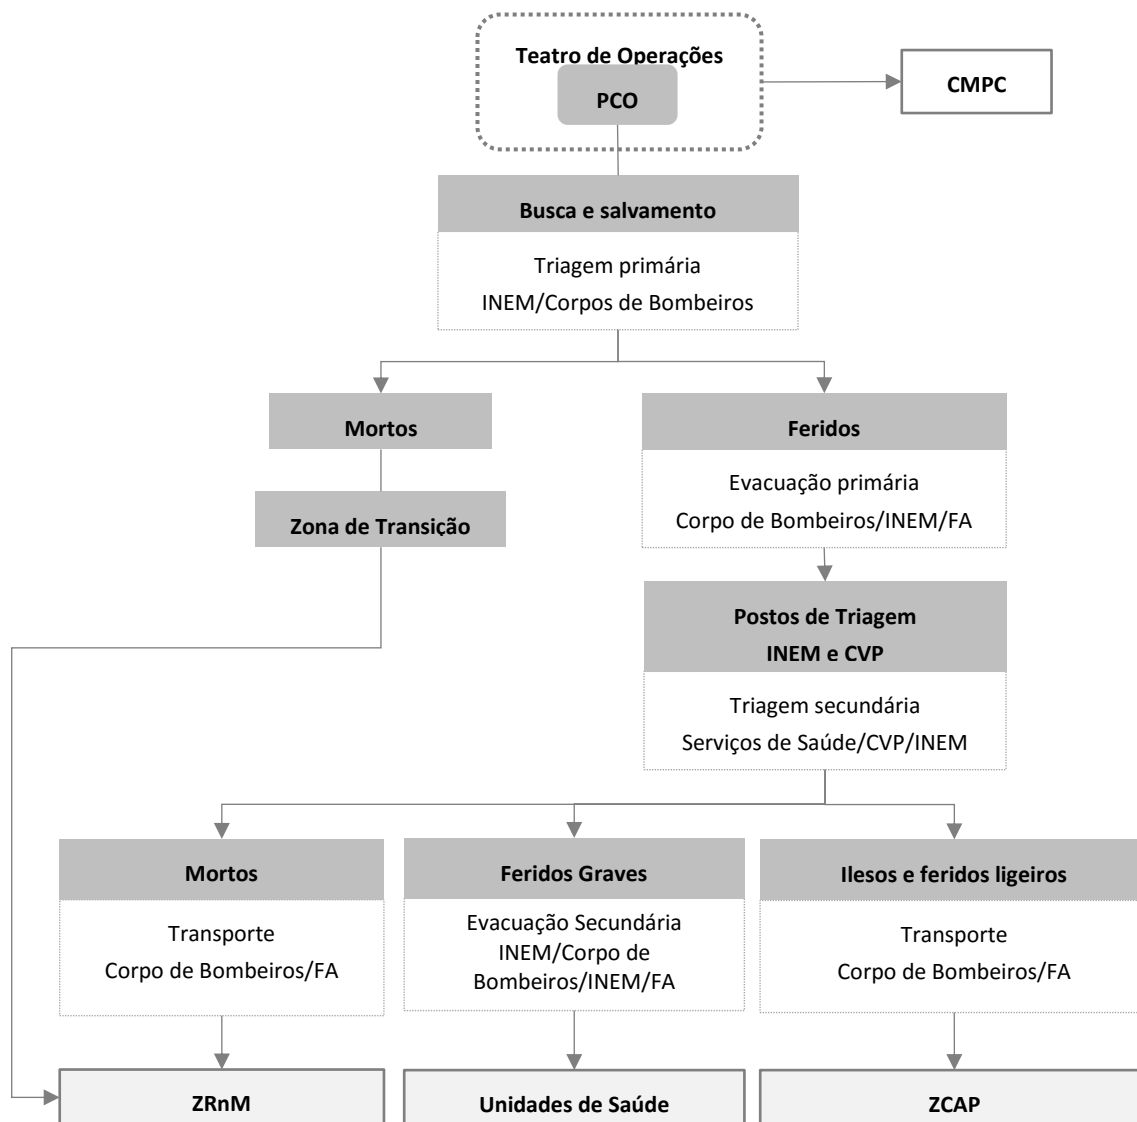 Teatro de Operações
PCO
CMPC
Busca e salvamento
Triagem primária
INEM/Corpos de Bombeiros
Mortos
Zona de Transição
Feridos
Evacuação primária
Corpo de Bombeiros/INEM/FA
Postos de Triagem
INEM e CVP
Triagem secundária
Serviços de Saúde/CVP/INEM
Mortos
Transporte
Corpo de Bombeiros/FA
Feridos Graves
Evacuação Secundária
INEM/Corpo de
Bombeiros/INEM/FA
Ilesos e feridos ligeiros
Transporte
Corpo de Bombeiros/FA
ZRnM
Unidades de Saúde
ZCAP